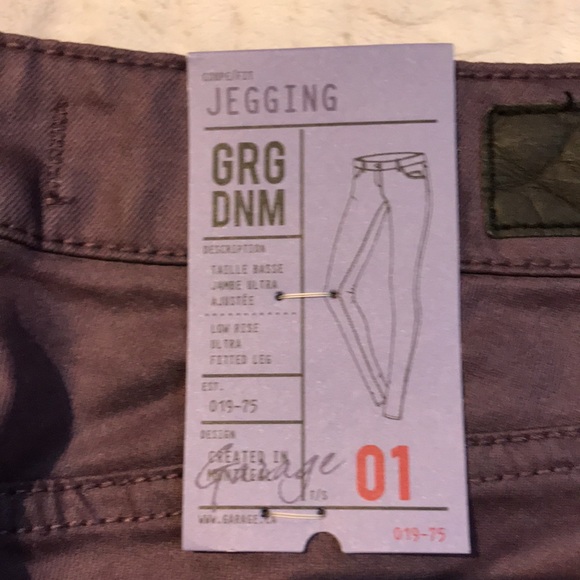 COUPE/FIT
JEGGING
GRG
DNM
DESCRIPTION
TAILLE BASSE
JAMBE ULTRA
AJUSTÉE
LOW RISE
ULTRA
FITTED LEG
EST.
019-75
DESIGN
CREATED IN
MONTREAL
Garage
T/S
01
WWW.GARAGE.CA
019-75